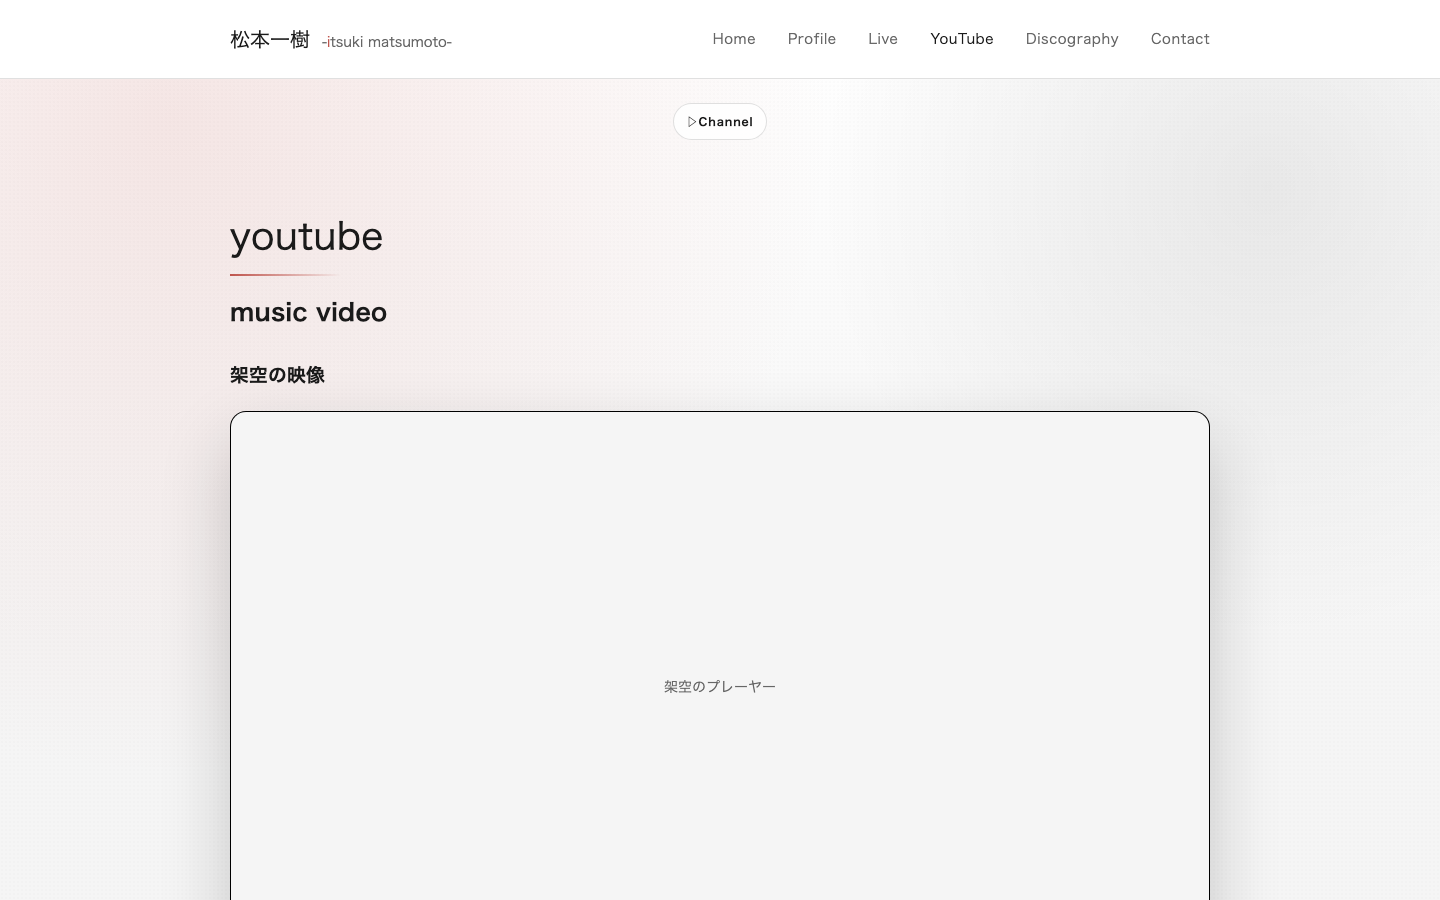 松本一樹 -itsuki matsumoto-
Home Profile Live YouTube Discography Contact
Channel
youtube
music video
架空の映像
架空のプレーヤー